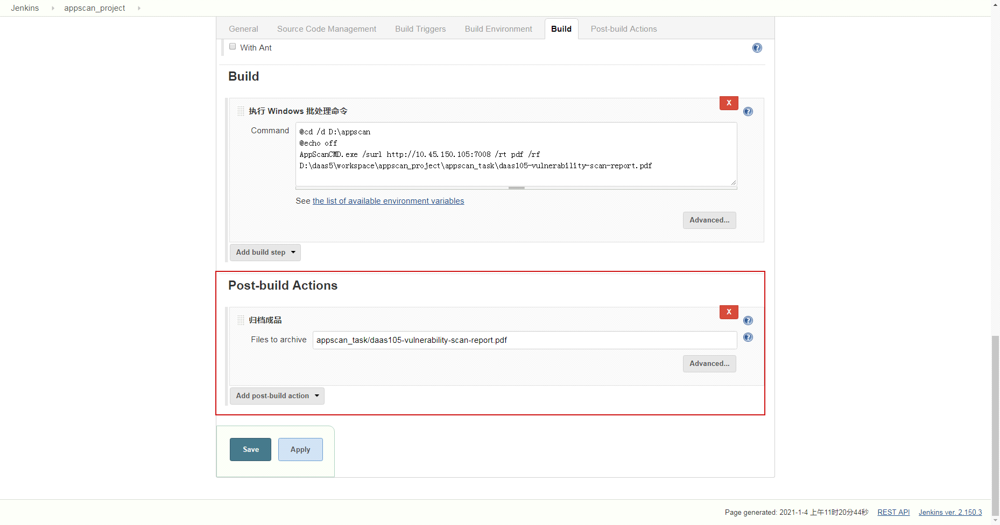 Jenkins appscan_project
General Source Code Management Build Triggers Build Environment Build Post-build Actions
With Ant
Build
X
执行 Windows 批处理命令
Command
@cd /d D:\appscan
@echo off
AppScanCMD.exe /surl http://10.45.150.105:7008 /rt pdf /rf
D:\daas5\workspace\appscan_project\appscan_task\daas105-vulnerability-scan-report.pdf
See the list of available environment variables
Advanced...
Add build step
Post-build Actions
X
归档成品
Files to archive appscan_task/daas105-vulnerability-scan-report.pdf
Advanced...
Add post-build action
Save Apply
Page generated: 2021-1-4 上午11时20分44秒 REST API Jenkins ver. 2.150.3